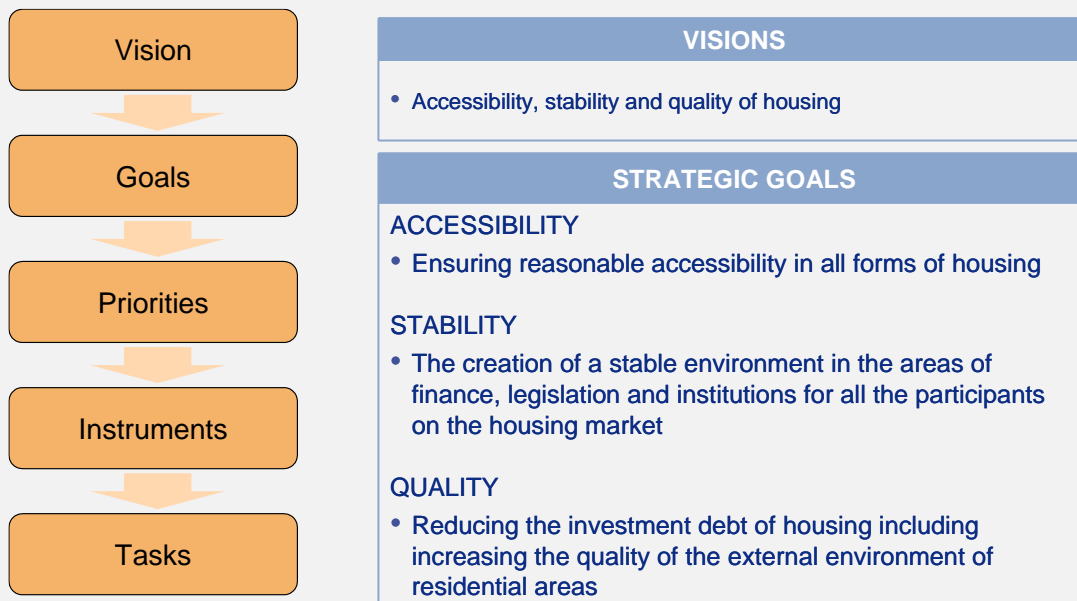 Vision
Goals
Priorities
Instruments
Tasks
VISIONS
• Accessibility, stability and quality of housing
STRATEGIC GOALS
ACCESSIBILITY
• Ensuring reasonable accessibility in all forms of housing
STABILITY
• The creation of a stable environment in the areas of
finance, legislation and institutions for all the participants
on the housing market
QUALITY
• Reducing the investment debt of housing including
increasing the quality of the external environment of
residential areas